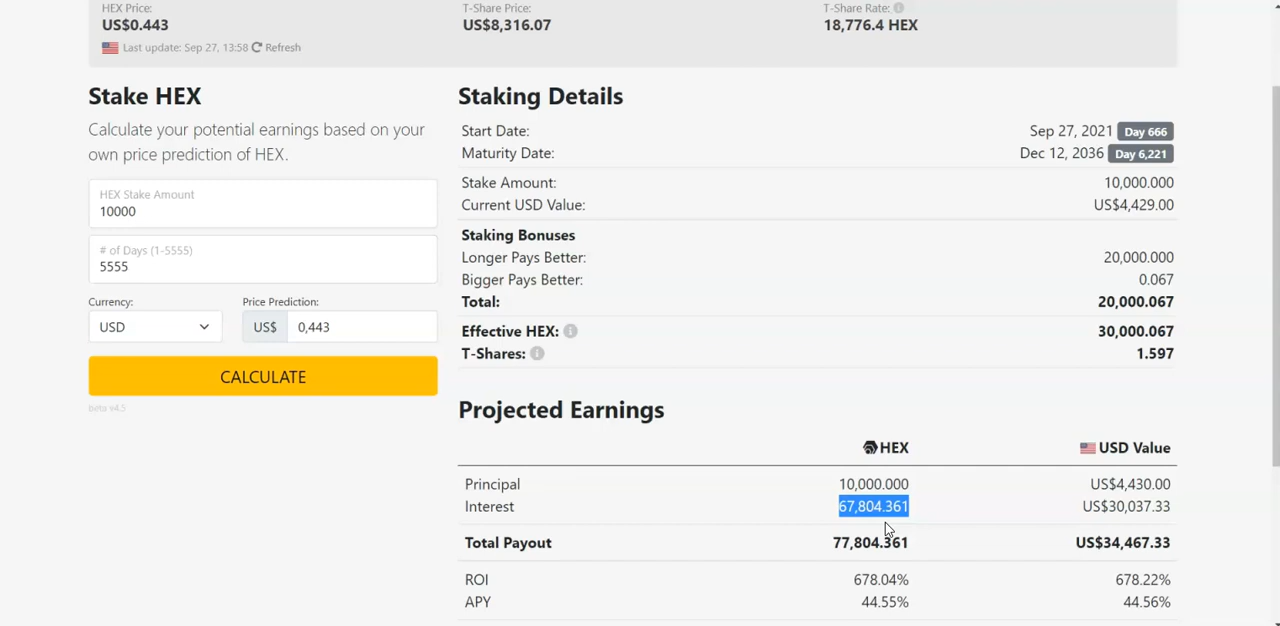 HEX Price:
US$0.443
Last update: Sep 27, 13:58 Refresh
T-Share Price:
US$8,316.07
T-Share Rate:
18,776.4 HEX
Stake HEX
Calculate your potential earnings based on your
own price prediction of HEX.
HEX Stake Amount
10000
# of Days (1-5555)
5555
Currency:
USD
Price Prediction:
US$ 0,443
CALCULATE
beta v4.5
Staking Details
Start Date: Sep 27, 2021 Day 666
Maturity Date: Dec 12, 2036 Day 6,221
Stake Amount: 10,000.000
Current USD Value: US$4,429.00
Staking Bonuses
Longer Pays Better: 20,000.000
Bigger Pays Better: 0.067
Total: 20,000.067
Effective HEX: 30,000.067
T-Shares: 1.597
Projected Earnings
HEX USD Value
Principal 10,000.000 US$4,430.00
Interest 67,804.361 US$30,037.33
Total Payout 77,804.361 US$34,467.33
ROI 678.04% 678.22%
APY 44.55% 44.56%